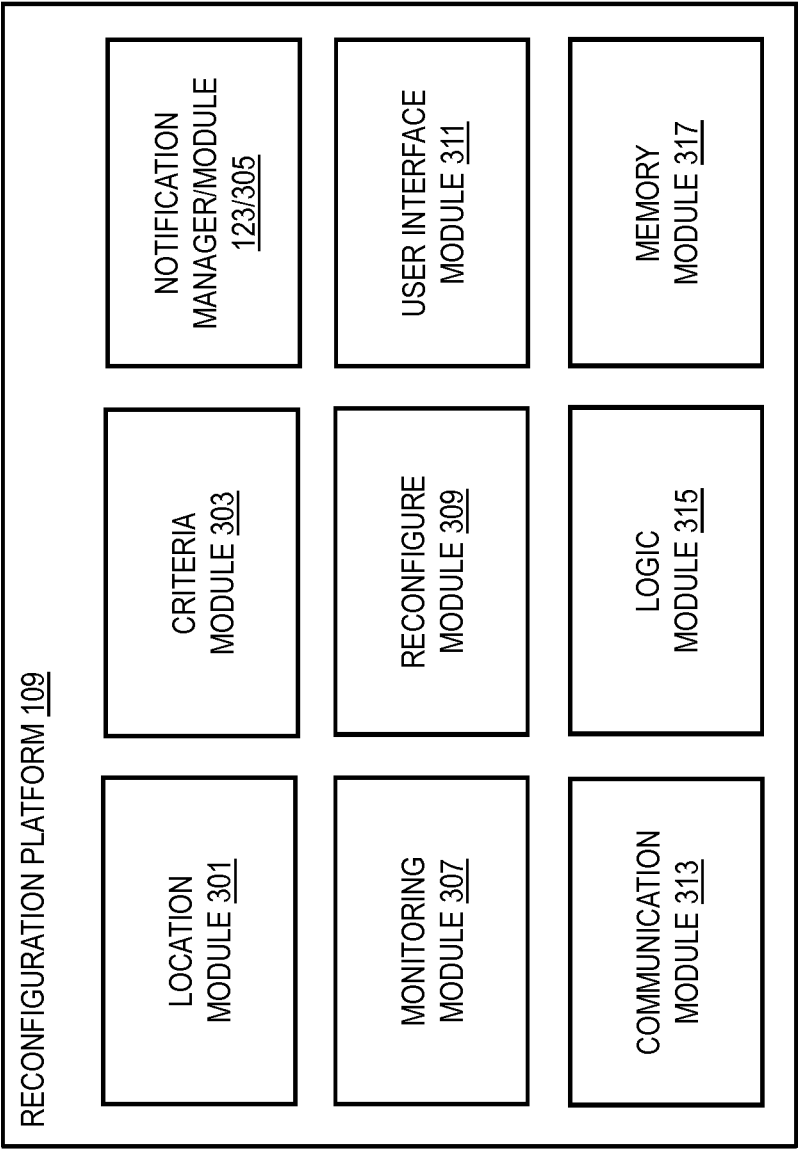 RECONFIGURATION PLATFORM 109
LOCATION
MODULE 301
CRITERIA
MODULE 303
NOTIFICATION
MANAGER/MODULE
123/305
MONITORING
MODULE 307
RECONFIGURE
MODULE 309
USER INTERFACE
MODULE 311
COMMUNICATION
MODULE 313
LOGIC
MODULE 315
MEMORY
MODULE 317